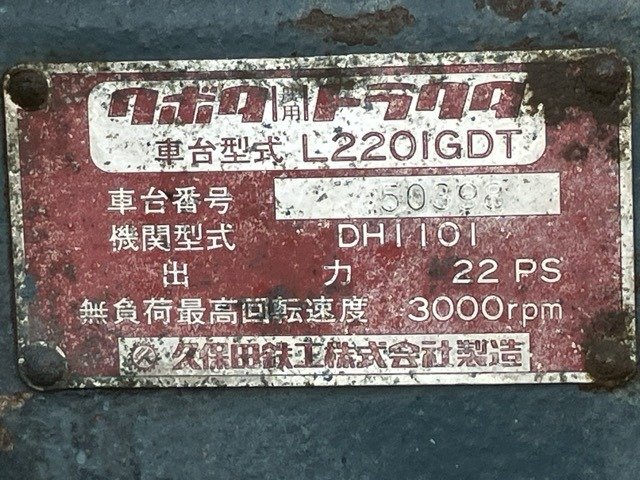 クボタ農用トラクタ
車台型式 L2201GDT
車台番号 50398
機関型式 DH1101
出 力 22 PS
無負荷最高回転速度 3000rpm
久保田鉄工株式会社製造